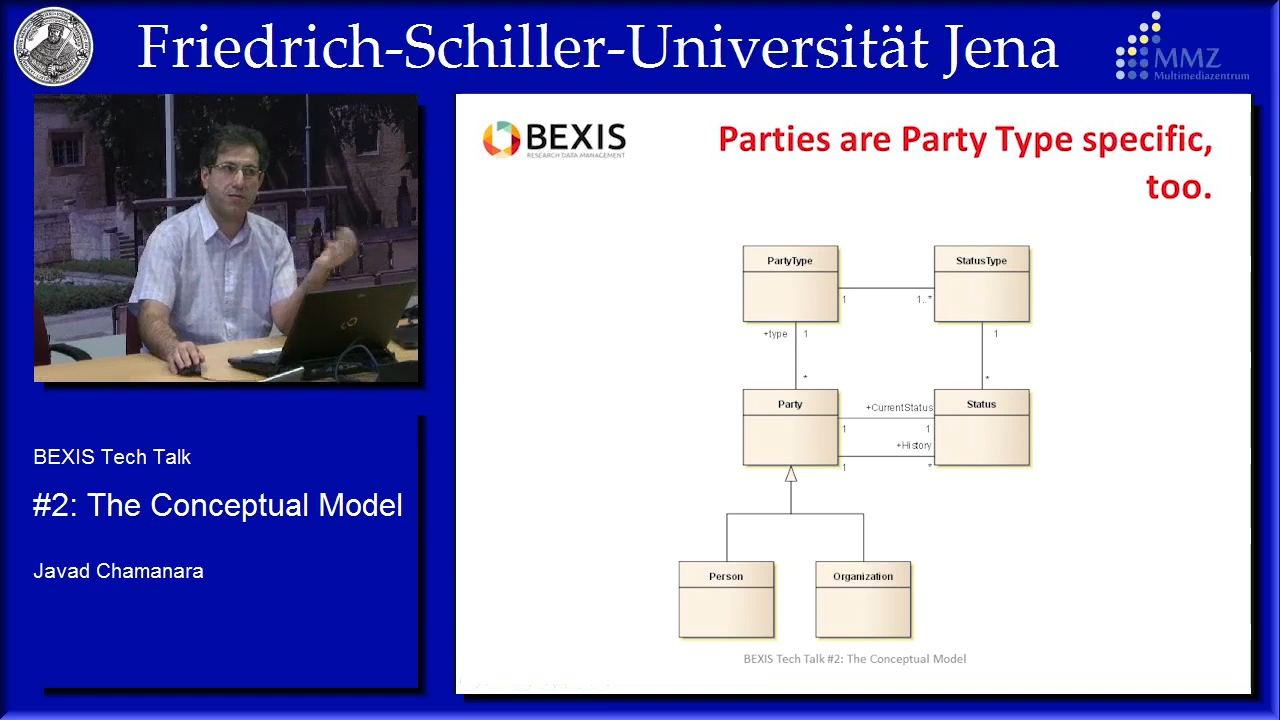 Friedrich-Schiller-Universität Jena
MMZ
Multimediazentrum
BEXIS
RESEARCH DATA MANAGEMENT
Parties are Party Type specific,
too.
PartyType
StatusType
1
1..*
+type
1
1
*
*
Party
+CurrentStatus
Status
1
1
+History
1
*
Person
Organization
BEXIS Tech Talk #2: The Conceptual Model
BEXIS Tech Talk
#2: The Conceptual Model
Javad Chamanara